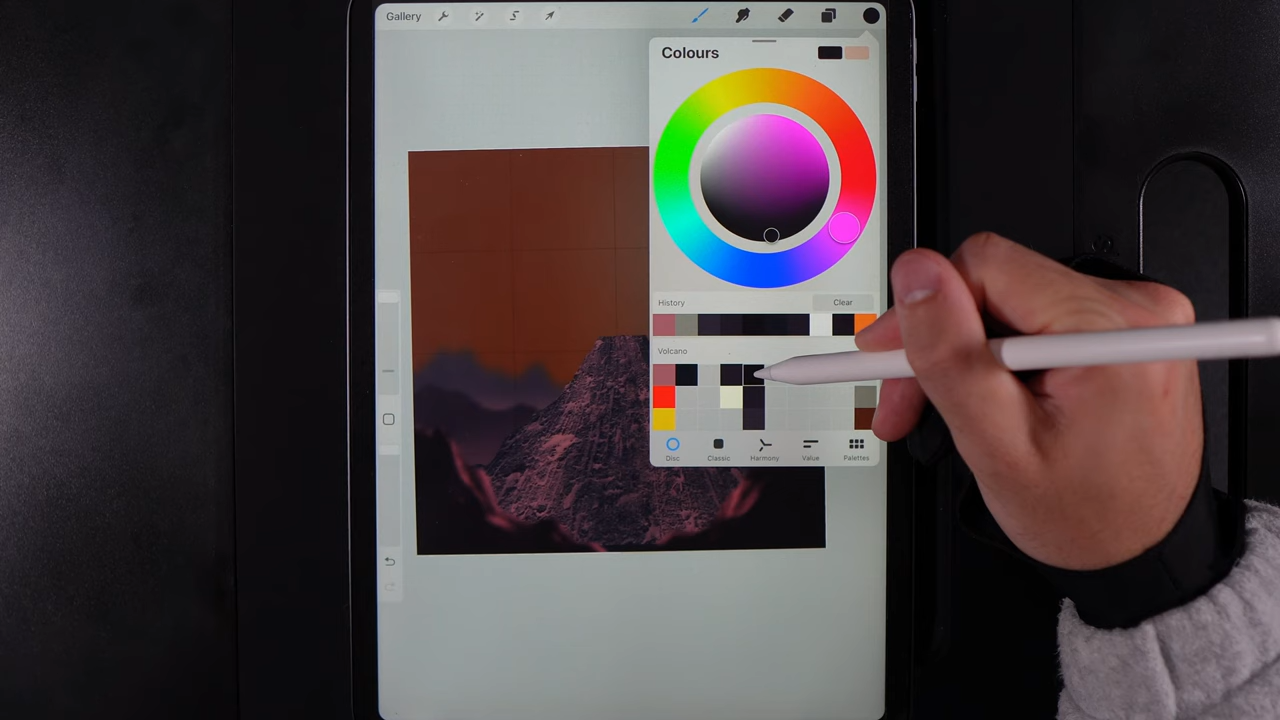 Gallery
Colours
History
Clear
Volcano
Disc
Classic
Harmony
Value
Palettes